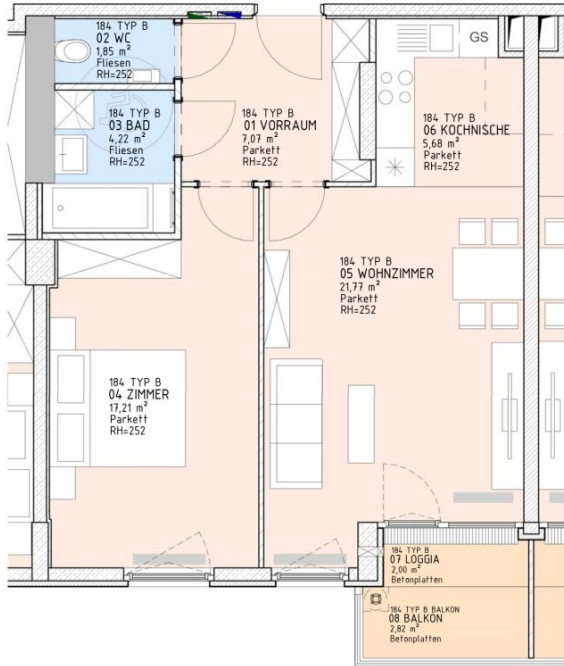 184 TYP B
02 WC
1,85 m²
Fliesen
RH=252
184 TYP B
03 BAD
4,22 m²
Fliesen
RH=252
184 TYP B
01 VORRAUM
7,07 m²
Parkett
RH=252
GS
184 TYP B
06 KOCHNISCHE
5,68 m²
Parkett
RH=252
184 TYP B
05 WOHNZIMMER
21,77 m²
Parkett
RH=252
184 TYP B
04 ZIMMER
17,21 m²
Parkett
RH=252
184 TYP B
07 LOGGIA
2,00 m²
Betonplatten
184 TYP B BALKON
08 BALKON
2,82 m²
Betonplatten